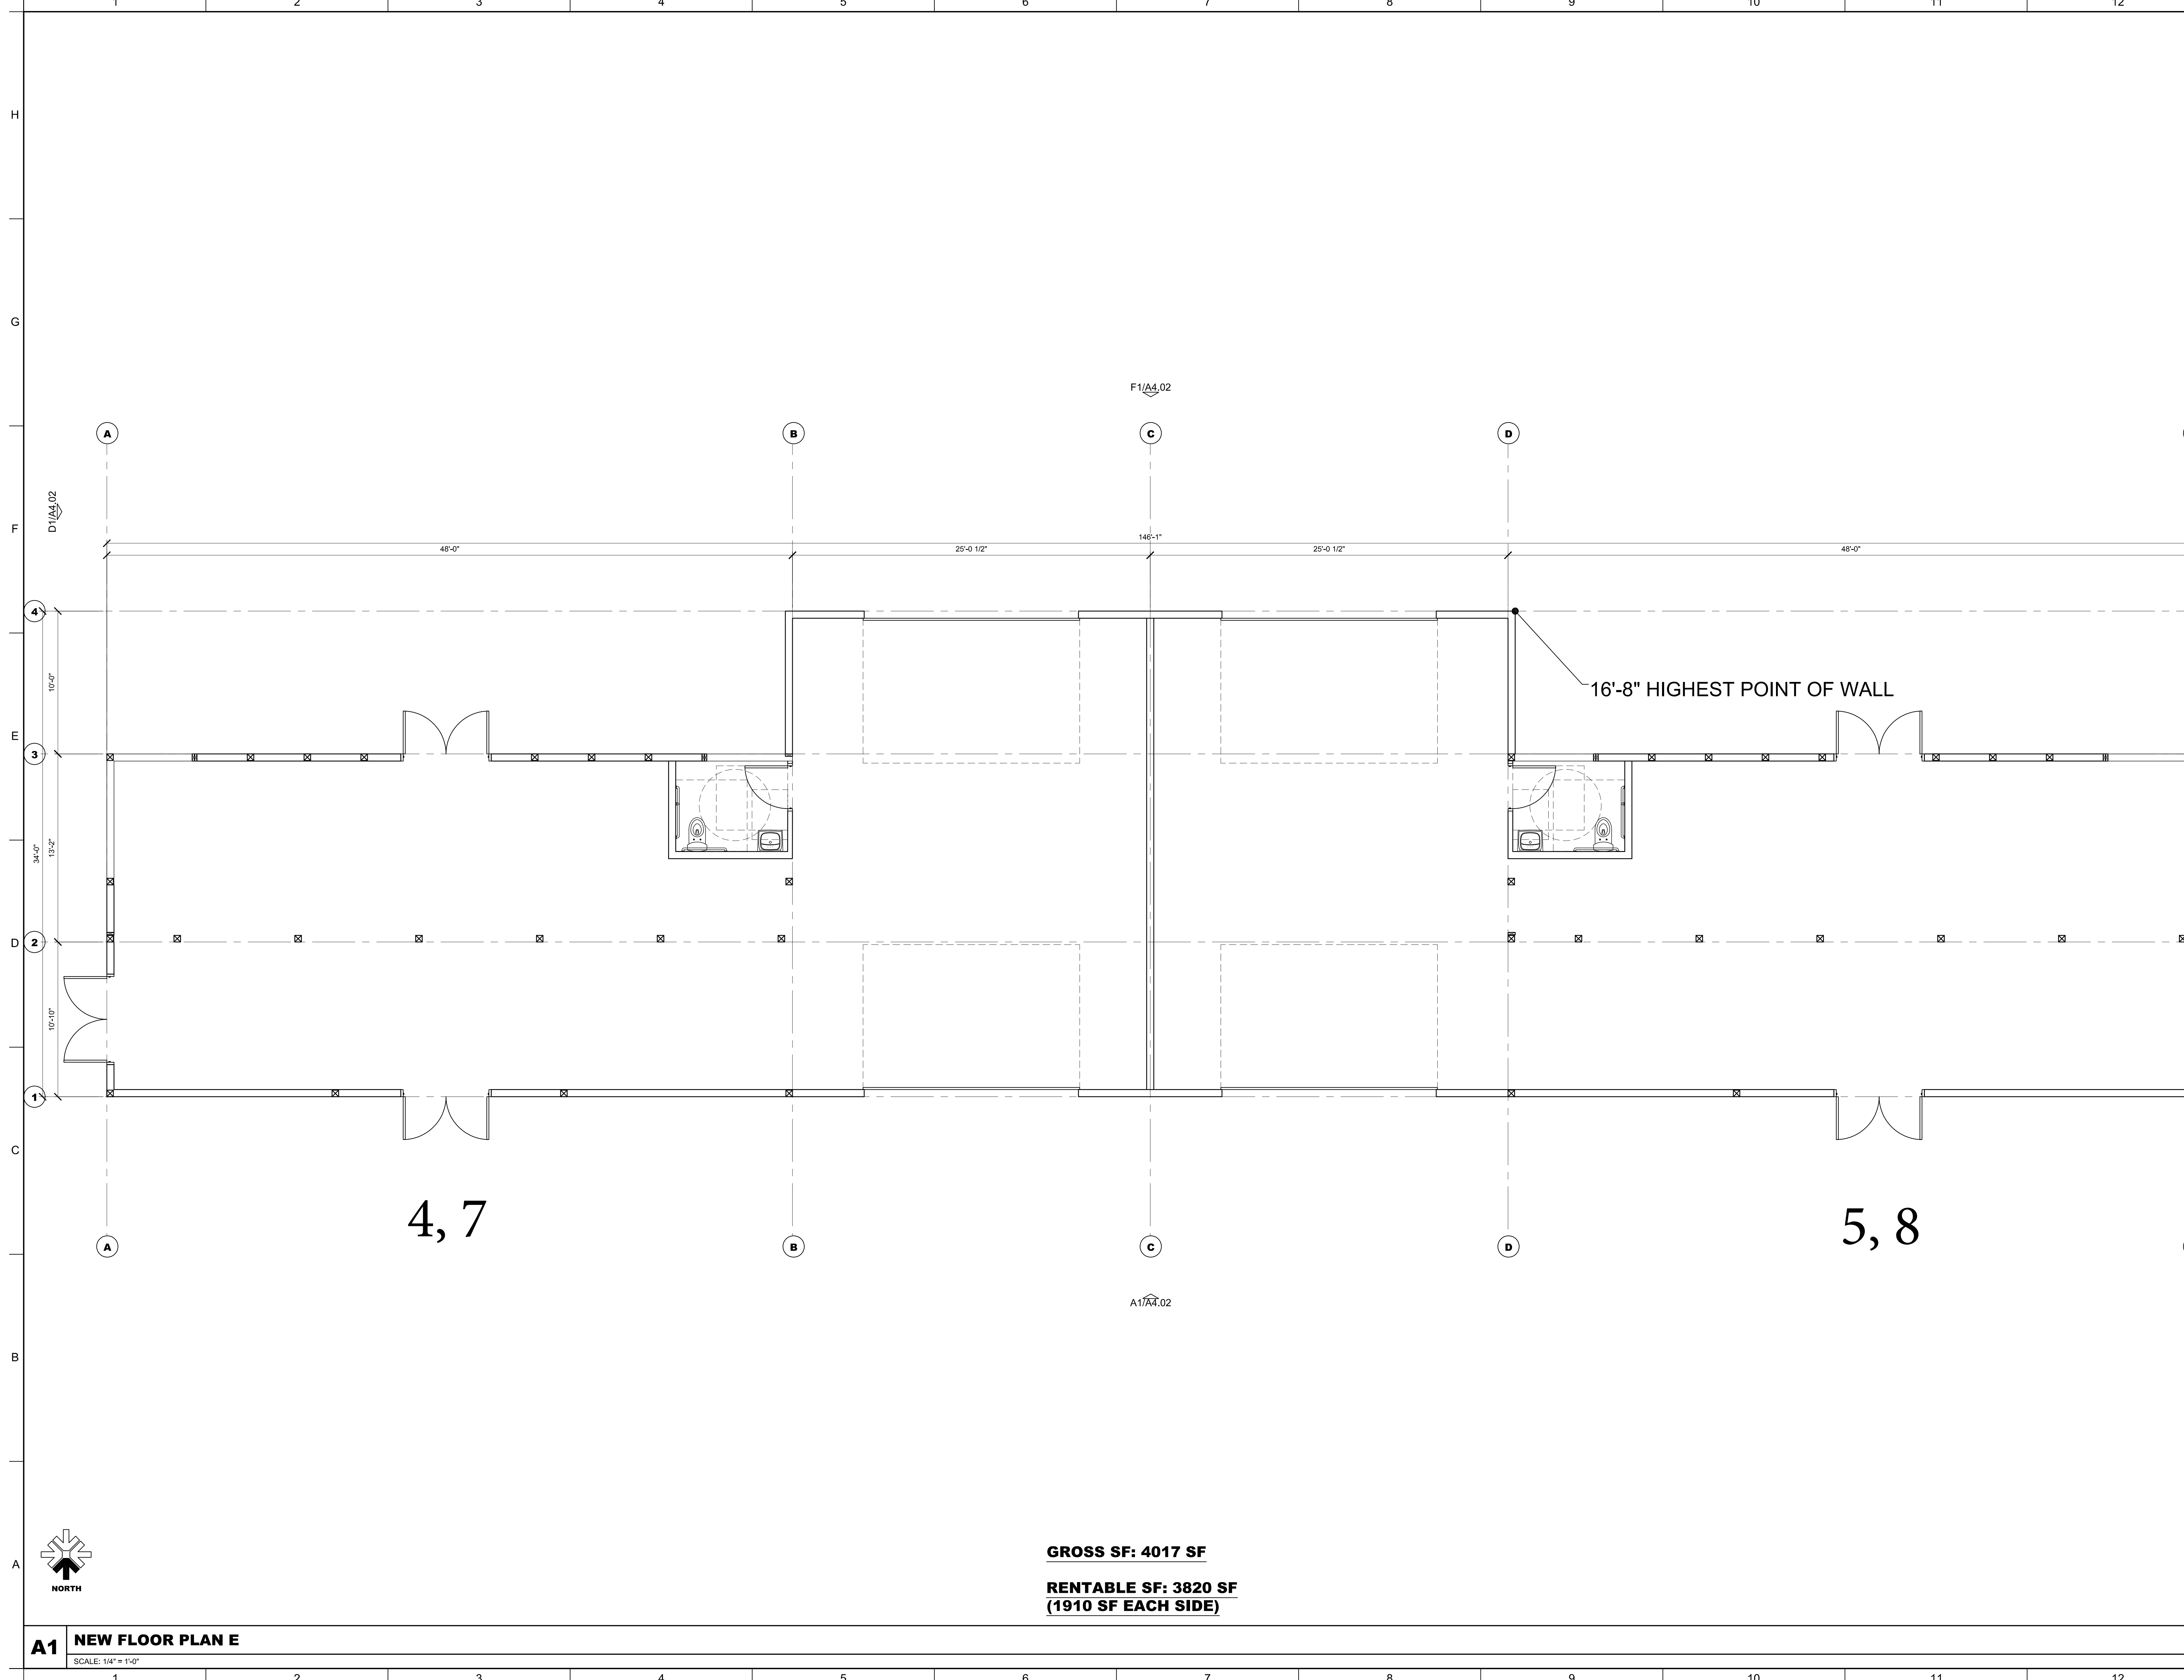 1 2 3 4 5 6 7 8 9 10 11 12
H
G
F1/A4.02
A B C D
D1/A4.02
F
146'-1"
48'-0" 25'-0 1/2" 25'-0 1/2" 48'-0"
4
10'-0"
16'-8" HIGHEST POINT OF WALL
E
3
34'-0"
13'-2"
D
2
10'-10"
1
C
4, 7
5, 8
A B C D
A1/A4.02
B
A
NORTH
GROSS SF: 4017 SF
RENTABLE SF: 3820 SF
(1910 SF EACH SIDE)
A1
NEW FLOOR PLAN E
SCALE: 1/4" = 1'-0"
1 2 3 4 5 6 7 8 9 10 11 12